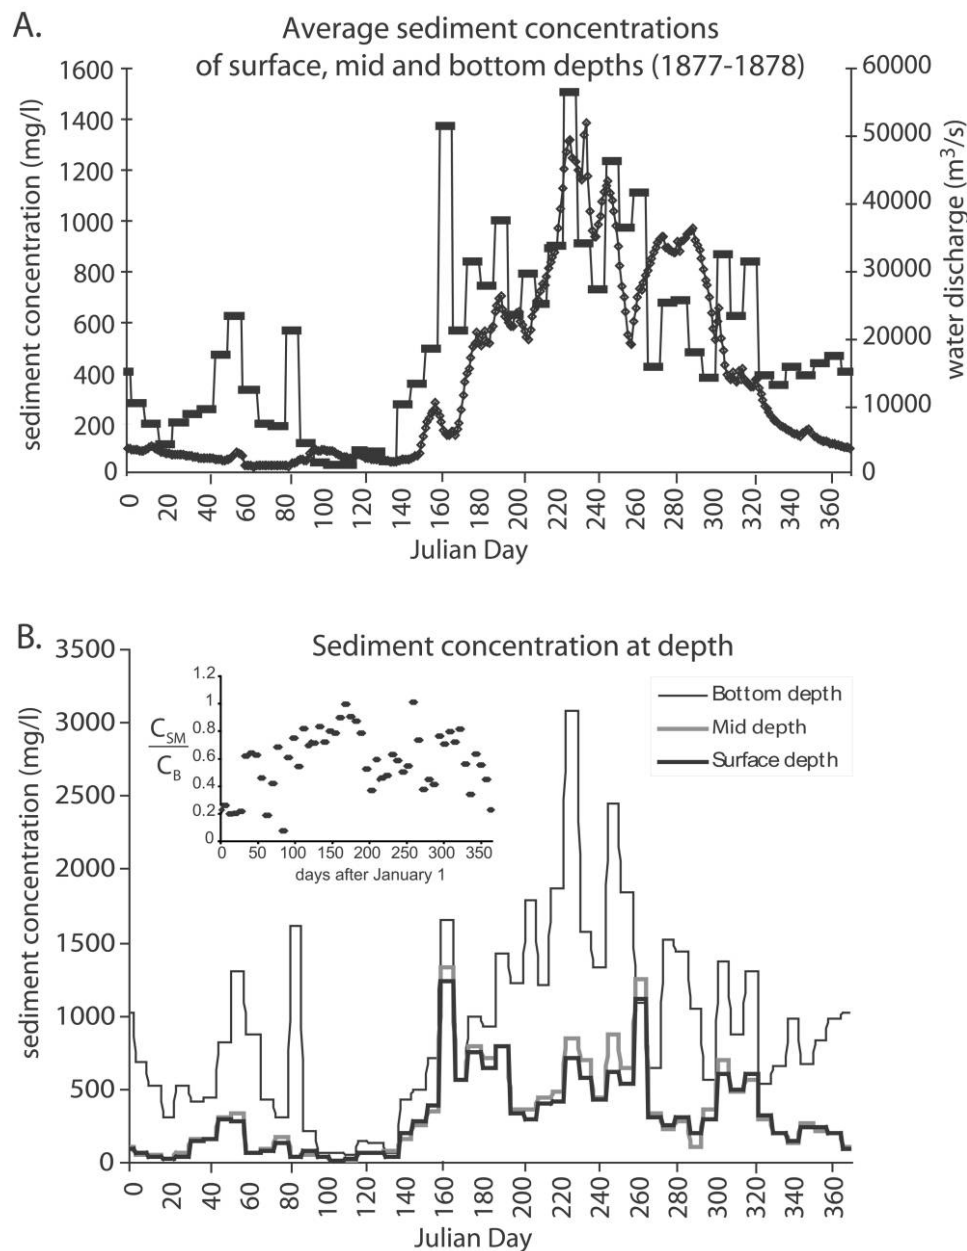 A.
Average sediment concentrations
of surface, mid and bottom depths (1877-1878)
sediment concentration (mg/l)
1600
1400
1200
1000
800
600
400
200
0
60000
50000
40000
30000
20000
10000
0
water discharge (m³/s)
0 20 40 60 80 100 120 140 160 180 200 220 240 260 280 300 320 340 360
Julian Day
B.
Sediment concentration at depth
sediment concentration (mg/l)
3500
3000
2500
2000
1500
1000
500
0
C_SM
C_B
1.2
1
0.8
0.6
0.4
0.2
0
0 50 100 150 200 250 300 350
days after January 1
Bottom depth
Mid depth
Surface depth
0 20 40 60 80 100 120 140 160 180 200 220 240 260 280 300 320 340 360
Julian Day